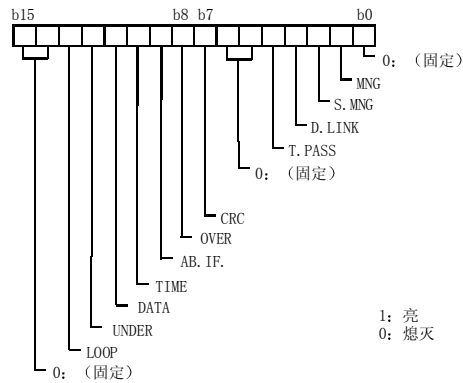 b15 b8 b7 b0
0：（固定）
MNG
S.MNG
D.LINK
T.PASS
0：（固定）
CRC
OVER
AB.IF.
TIME
DATA
UNDER
LOOP
0：（固定）
1：亮
0：熄灭